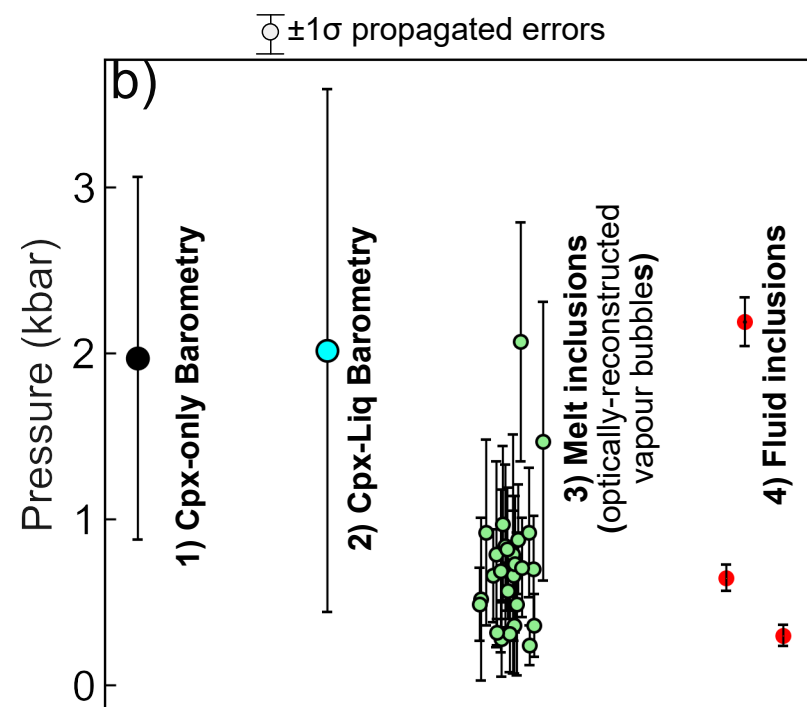 ±1σ propagated errors
b)
3
2
1
0
Pressure (kbar)
1) Cpx-only Barometry
2) Cpx-Liq Barometry
3) Melt inclusions
(optically-reconstructed
vapour bubbles)
4) Fluid inclusions